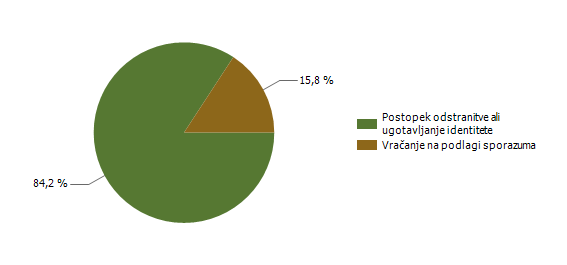 15,8 %
84,2 %
Postopek odstranitve ali
ugotavljanje identitete
Vračanje na podlagi sporazuma